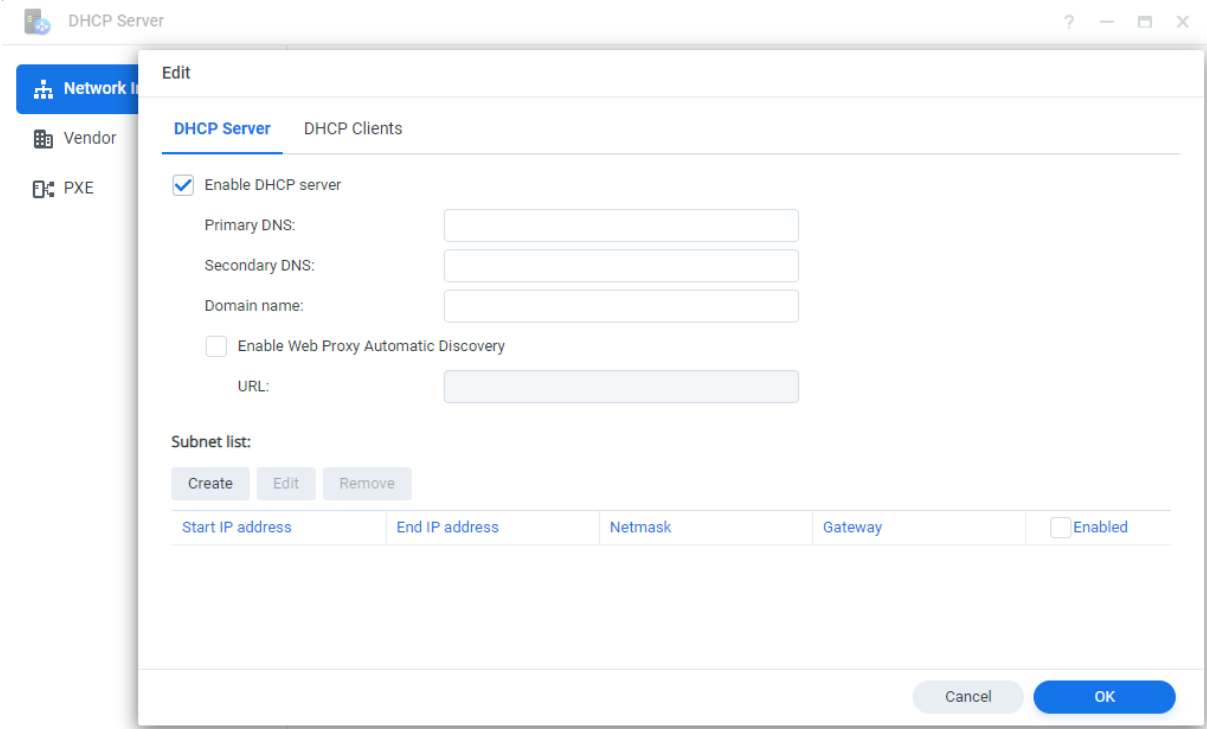 DHCP Server
?
Edit
Network I
DHCP Server DHCP Clients
Vendor
Enable DHCP server
PXE
Primary DNS:
Secondary DNS:
Domain name:
Enable Web Proxy Automatic Discovery
URL:
Subnet list:
Create Edit Remove
Start IP address End IP address Netmask Gateway Enabled
Cancel OK